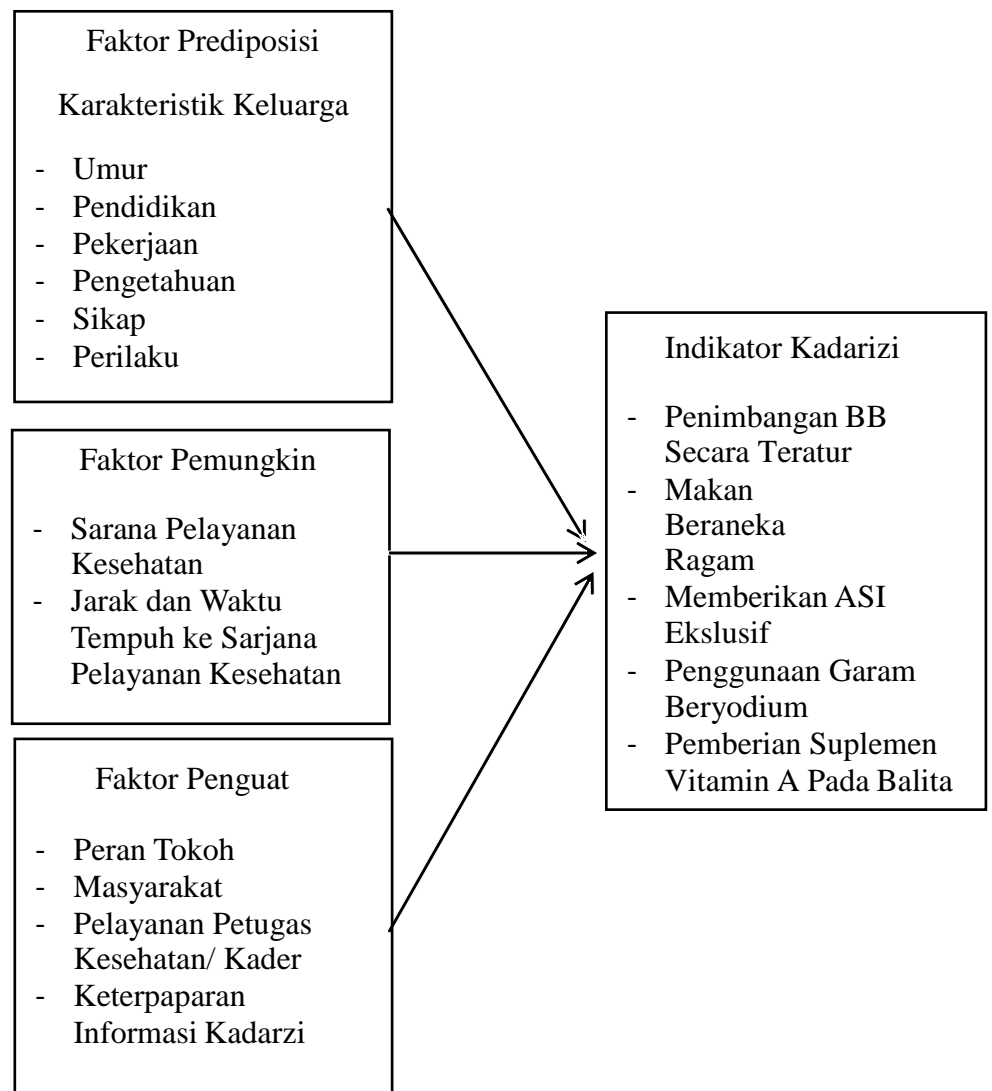 Faktor Prediposisi
Karakteristik Keluarga
- Umur
- Pendidikan
- Pekerjaan
- Pengetahuan
- Sikap
- Perilaku
Faktor Pemungkin
- Sarana Pelayanan
Kesehatan
- Jarak dan Waktu
Tempuh ke Sarjana
Pelayanan Kesehatan
Faktor Penguat
- Peran Tokoh
- Masyarakat
- Pelayanan Petugas
Kesehatan/ Kader
- Keterpaparan
Informasi Kadarzi
Indikator Kadarizi
- Penimbangan BB
Secara Teratur
- Makan
Beraneka
Ragam
- Memberikan ASI
Ekslusif
- Penggunaan Garam
Beryodium
- Pemberian Suplemen
Vitamin A Pada Balita